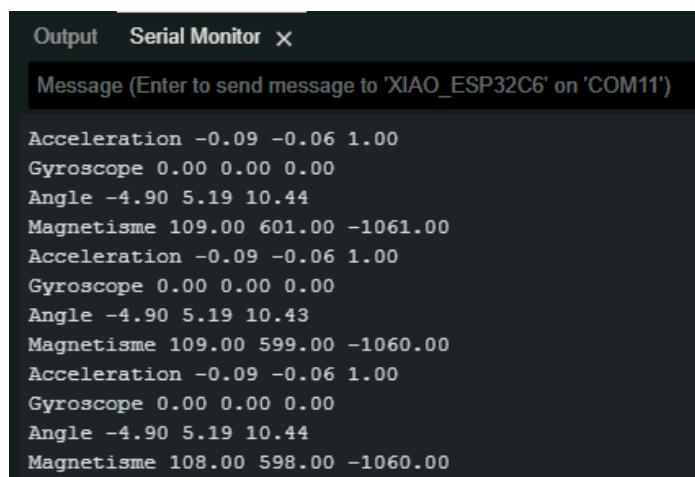 Output Serial Monitor ×
Message (Enter to send message to 'XIAO_ESP32C6' on 'COM11')
Acceleration -0.09 -0.06 1.00
Gyroscope 0.00 0.00 0.00
Angle -4.90 5.19 10.44
Magnetisme 109.00 601.00 -1061.00
Acceleration -0.09 -0.06 1.00
Gyroscope 0.00 0.00 0.00
Angle -4.90 5.19 10.43
Magnetisme 109.00 599.00 -1060.00
Acceleration -0.09 -0.06 1.00
Gyroscope 0.00 0.00 0.00
Angle -4.90 5.19 10.44
Magnetisme 108.00 598.00 -1060.00